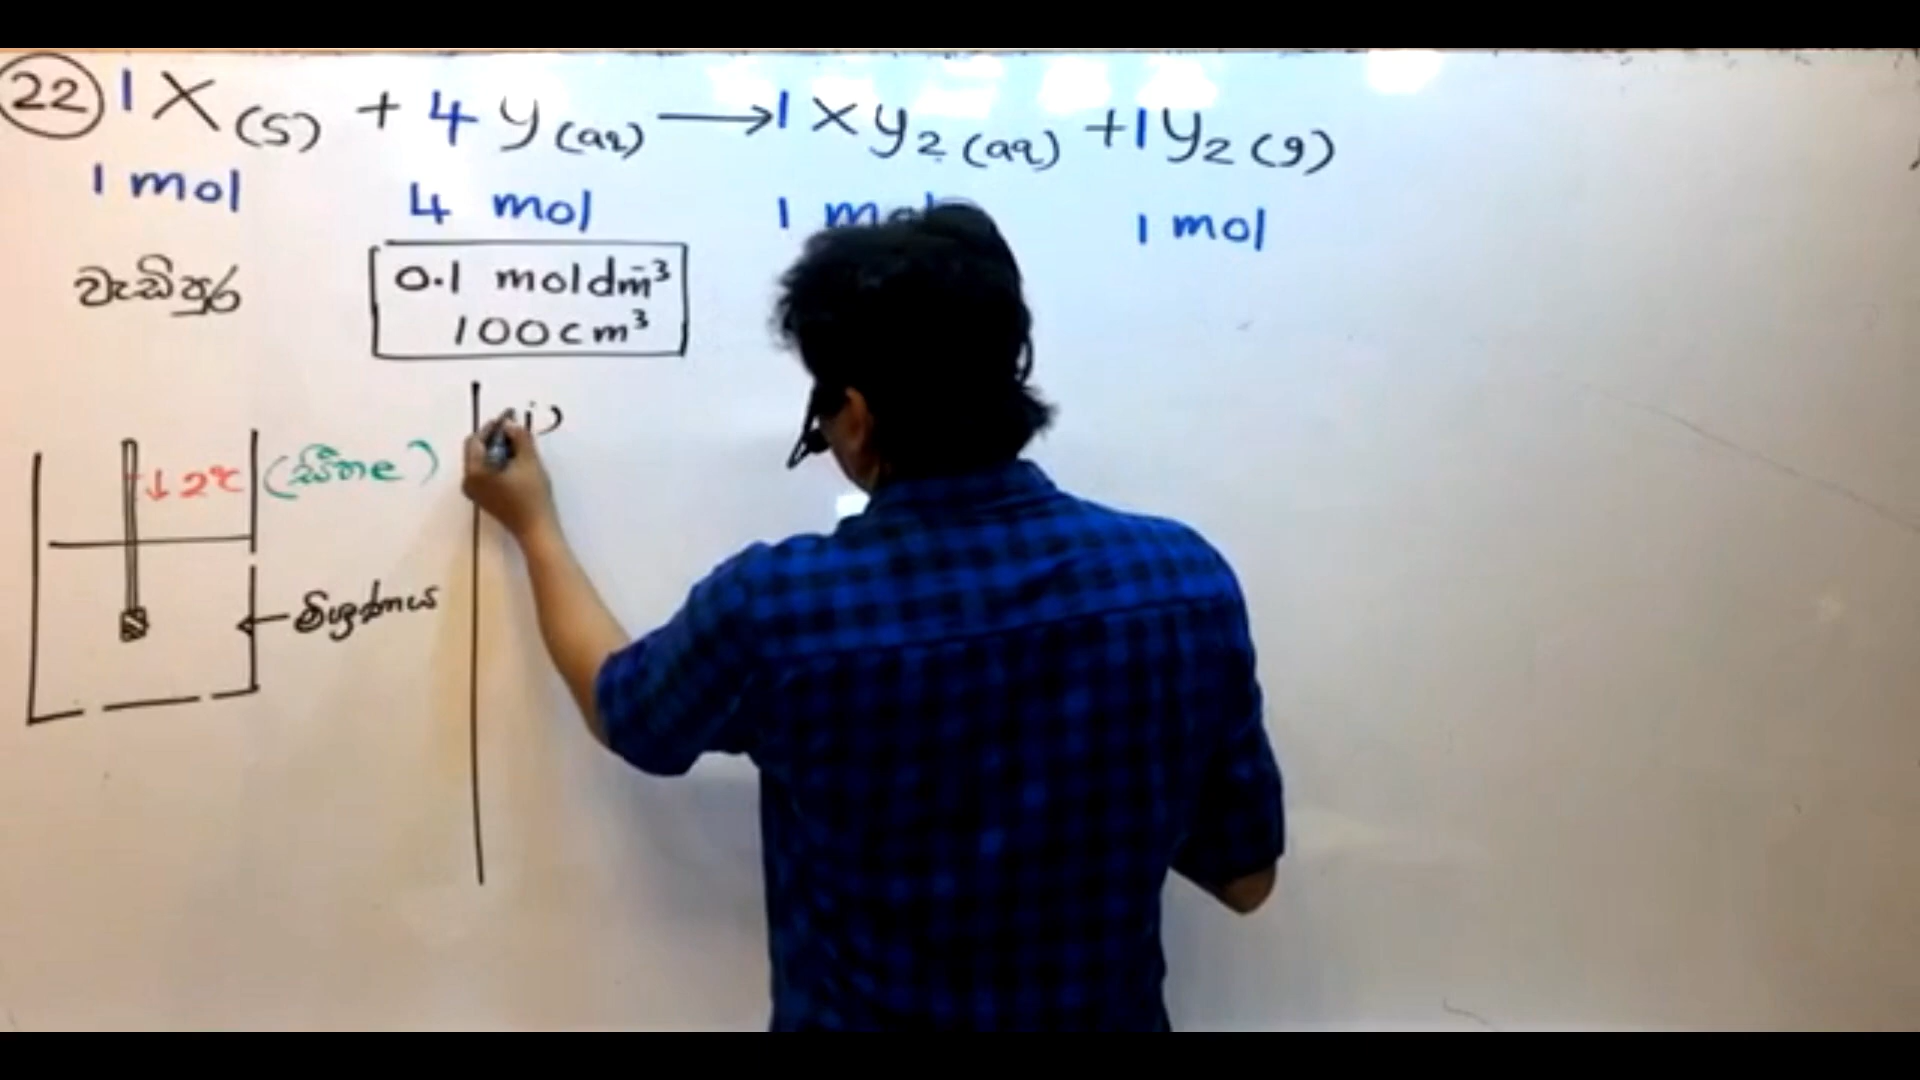 22 1X(s) + 4y(aq) → 1Xy2(aq) + 1y2(g)
1 mol 4 mol 1 mol 1 mol
වැඩිපුර
0.1 moldm⁻³
100cm³
(i)
↓2°C (සීතල)
මිශ්‍රණය